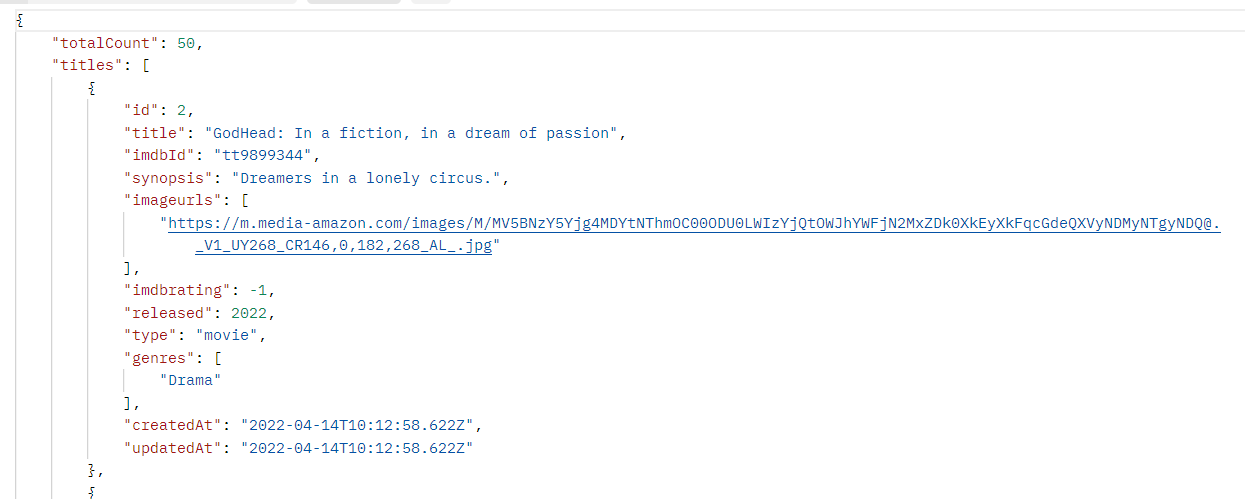 {
"totalCount": 50,
"titles": [
{
"id": 2,
"title": "GodHead: In a fiction, in a dream of passion",
"imdbId": "tt9899344",
"synopsis": "Dreamers in a lonely circus.",
"imageurls": [
"https://m.media-amazon.com/images/M/MV5BNzY5Yjg4MDYtNThmOC00ODU0LWIzYjQtOWJhYWFjN2MxZDk0XkEyXkFqcGdeQXVyNDMyNTgyNDQ@.
_V1_UY268_CR146,0,182,268_AL_.jpg"
],
"imdbrating": -1,
"released": 2022,
"type": "movie",
"genres": [
"Drama"
],
"createdAt": "2022-04-14T10:12:58.622Z",
"updatedAt": "2022-04-14T10:12:58.622Z"
},
{